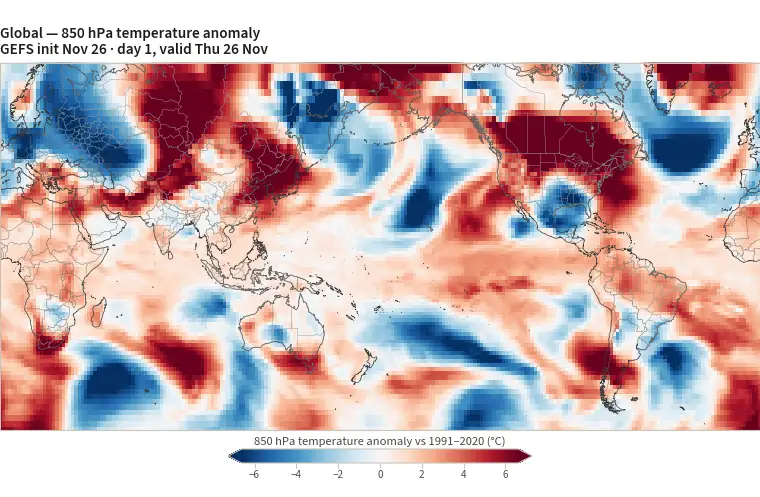 Global — 850 hPa temperature anomaly
GEFS init Nov 26 · day 1, valid Thu 26 Nov
850 hPa temperature anomaly vs 1991–2020 (°C)
−6 −4 −2 0 2 4 6